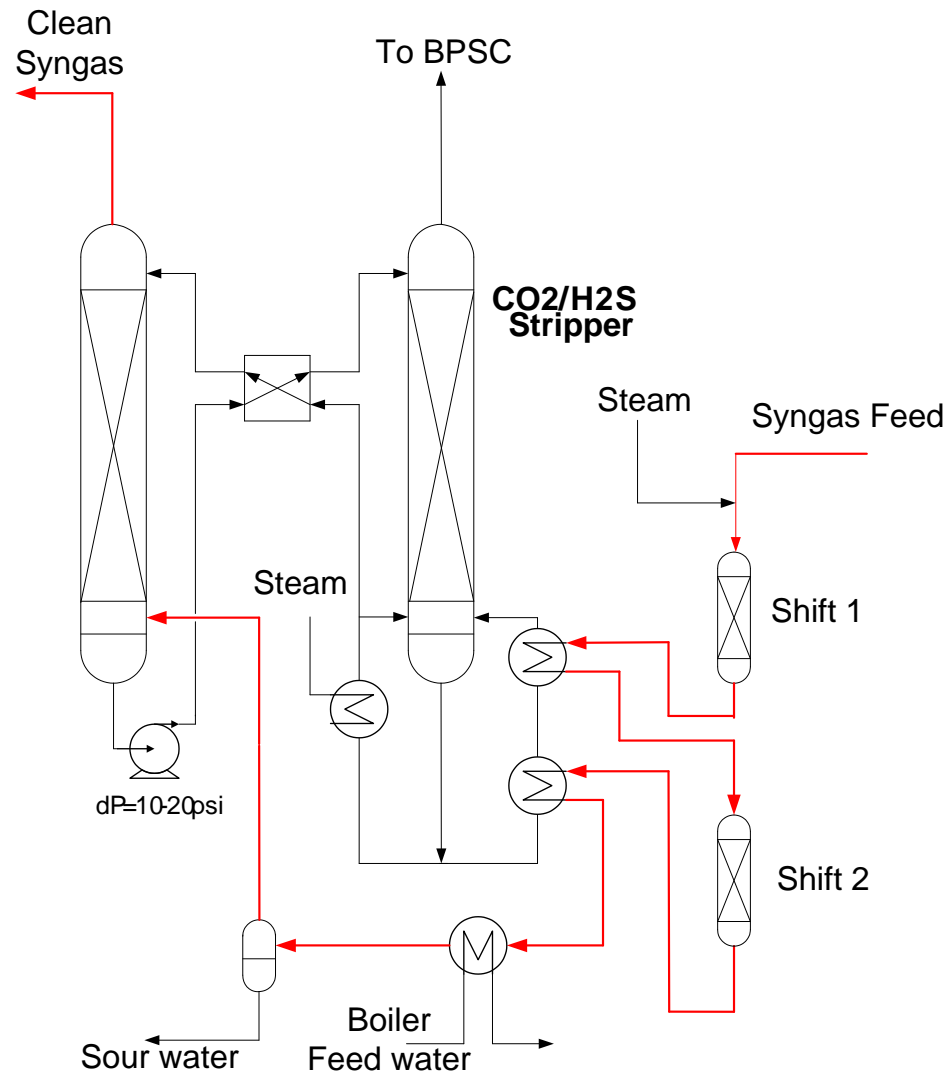 Clean
Syngas
To BPSC
CO2/H2S
Stripper
Steam
Syngas Feed
Steam
Shift 1
dP=10-20psi
Shift 2
Sour water
Boiler
Feed water